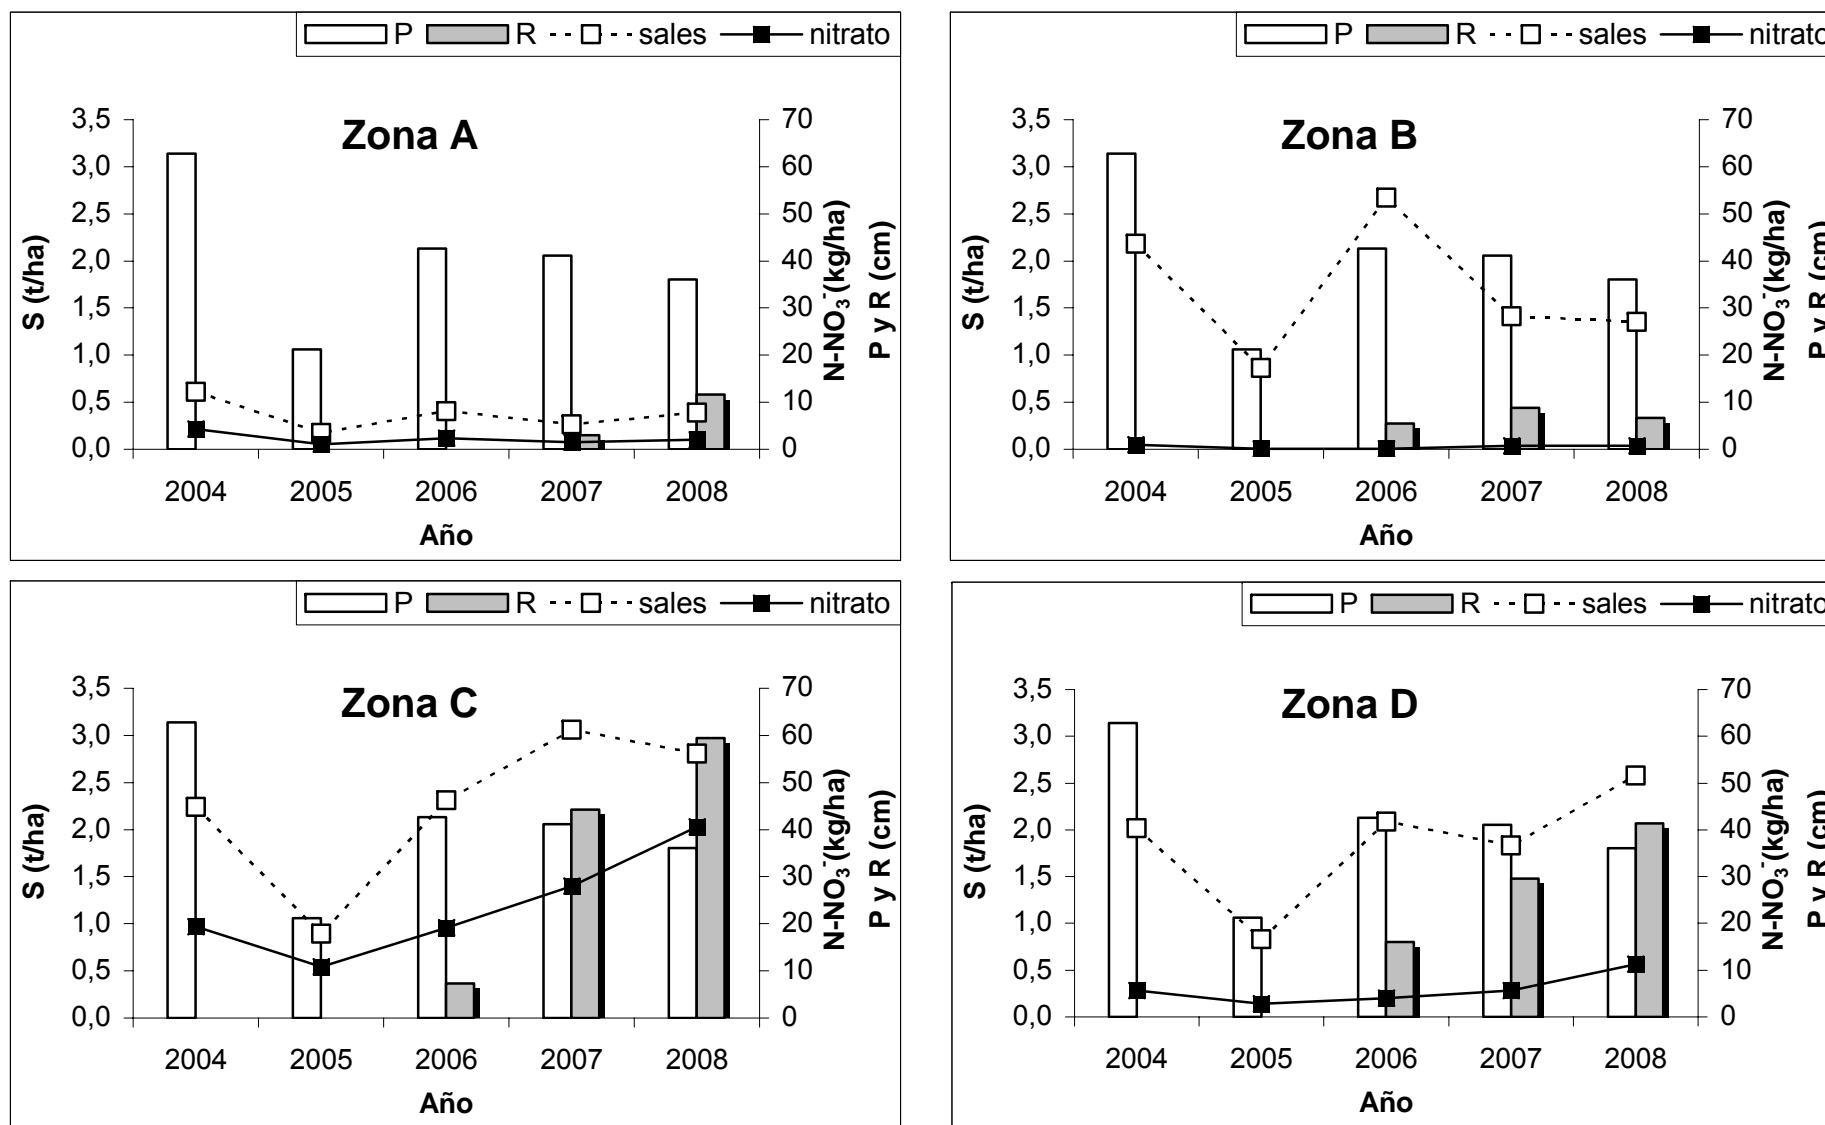 P R sales nitrato
Zona A
S (t/ha)
3,5
3,0
2,5
2,0
1,5
1,0
0,5
0,0
70
60
50
40
30
20
10
0
N-NO₃⁻(kg/ha)
P y R (cm)
2004 2005 2006 2007 2008
Año
P R sales nitrato
Zona B
S (t/ha)
3,5
3,0
2,5
2,0
1,5
1,0
0,5
0,0
70
60
50
40
30
20
10
0
N-NO₃⁻(kg/ha)
P y R (cm)
2004 2005 2006 2007 2008
Año
P R sales nitrato
Zona C
S (t/ha)
3,5
3,0
2,5
2,0
1,5
1,0
0,5
0,0
70
60
50
40
30
20
10
0
N-NO₃⁻(kg/ha)
P y R (cm)
2004 2005 2006 2007 2008
Año
P R sales nitrato
Zona D
S (t/ha)
3,5
3,0
2,5
2,0
1,5
1,0
0,5
0,0
70
60
50
40
30
20
10
0
N-NO₃⁻(kg/ha)
P y R (cm)
2004 2005 2006 2007 2008
Año